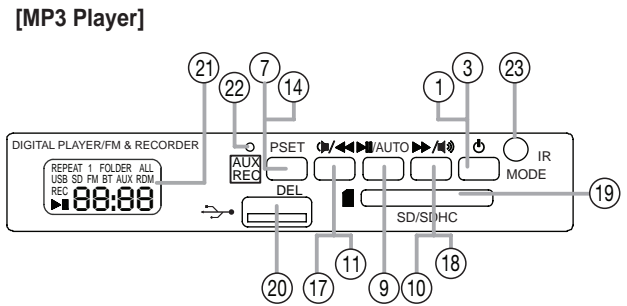 [MP3 Player]
21 22 7 14 1 3 23
DIGITAL PLAYER/FM & RECORDER
PSET
/AUTO
IR
MODE
AUX
REC
DEL
REPEAT 1 FOLDER ALL
USB SD FM BT AUX RDM
REC
88:88
SD/SDHC
19
20 17 11 9 10 18